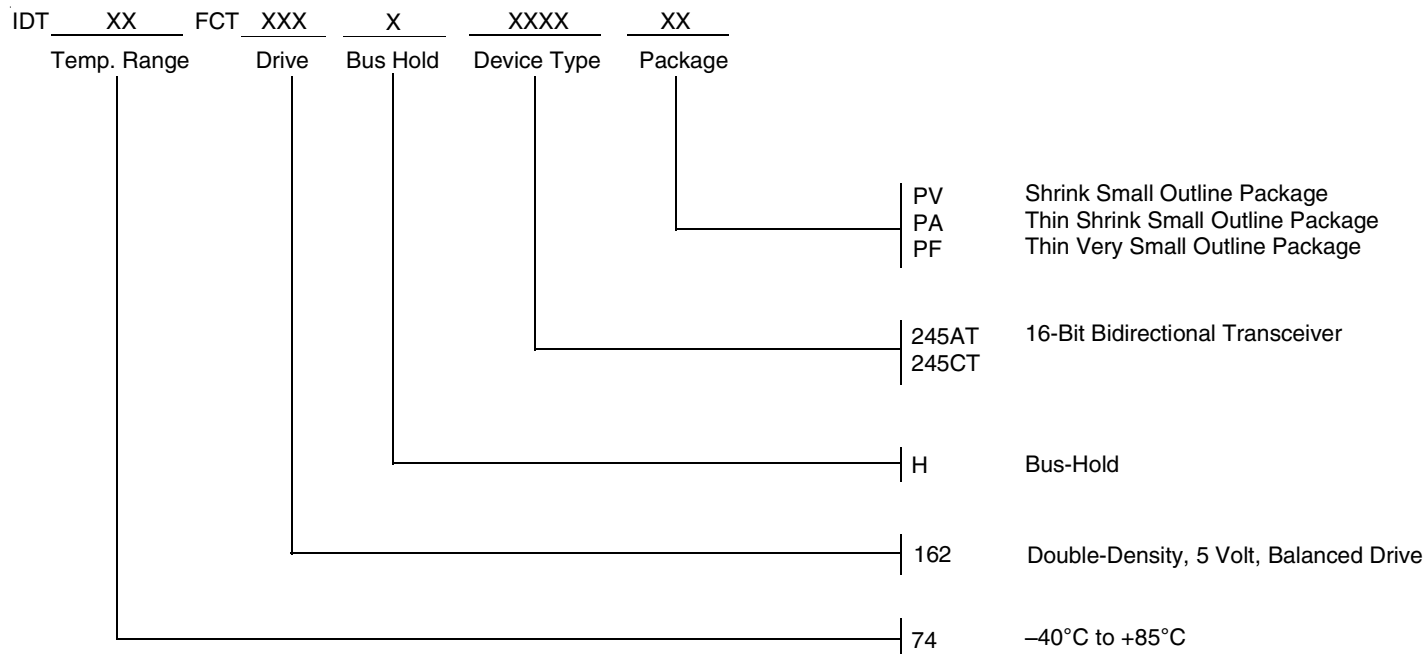 IDT XX FCT XXX X XXXX XX
Temp. Range Drive Bus Hold Device Type Package
PV Shrink Small Outline Package
PA Thin Shrink Small Outline Package
PF Thin Very Small Outline Package
245AT 16-Bit Bidirectional Transceiver
245CT
H Bus-Hold
162 Double-Density, 5 Volt, Balanced Drive
74 –40°C to +85°C